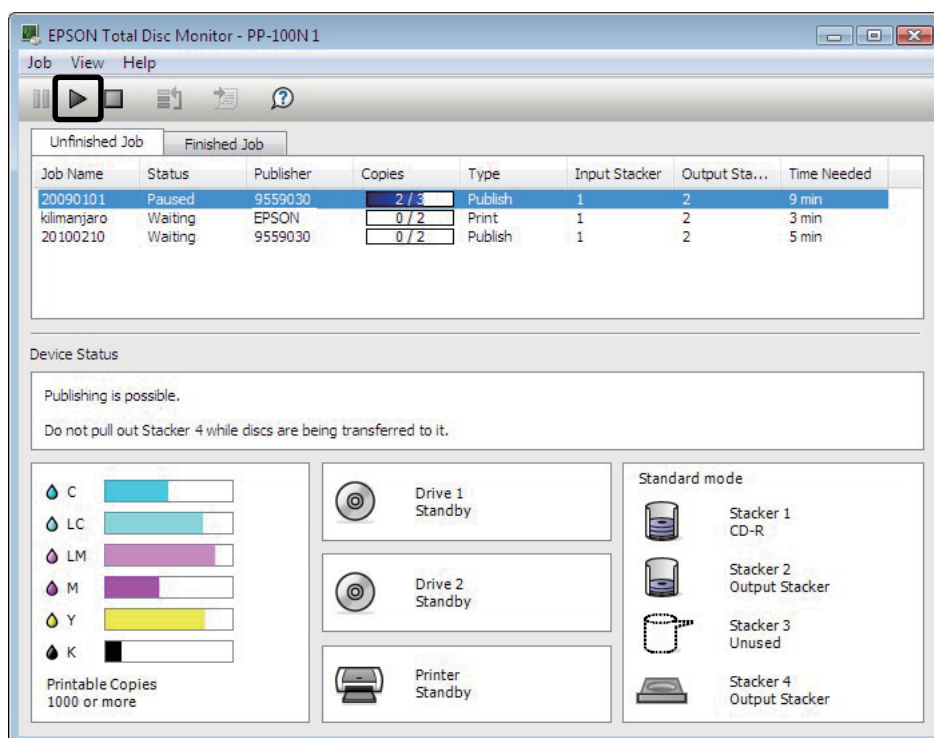 EPSON Total Disc Monitor - PP-100N 1
Job View Help
Unfinished Job Finished Job
Job Name Status Publisher Copies Type Input Stacker Output Sta... Time Needed
20090101 Paused 9559030 2 / 3 Publish 1 2 9 min
kilimanjaro Waiting EPSON 0 / 2 Print 1 2 3 min
20100210 Waiting 9559030 0 / 2 Publish 1 2 5 min
Device Status
Publishing is possible.
Do not pull out Stacker 4 while discs are being transferred to it.
C
LC
LM
M
Y
K
Printable Copies
1000 or more
Drive 1
Standby
Drive 2
Standby
Printer
Standby
Standard mode
Stacker 1
CD-R
Stacker 2
Output Stacker
Stacker 3
Unused
Stacker 4
Output Stacker